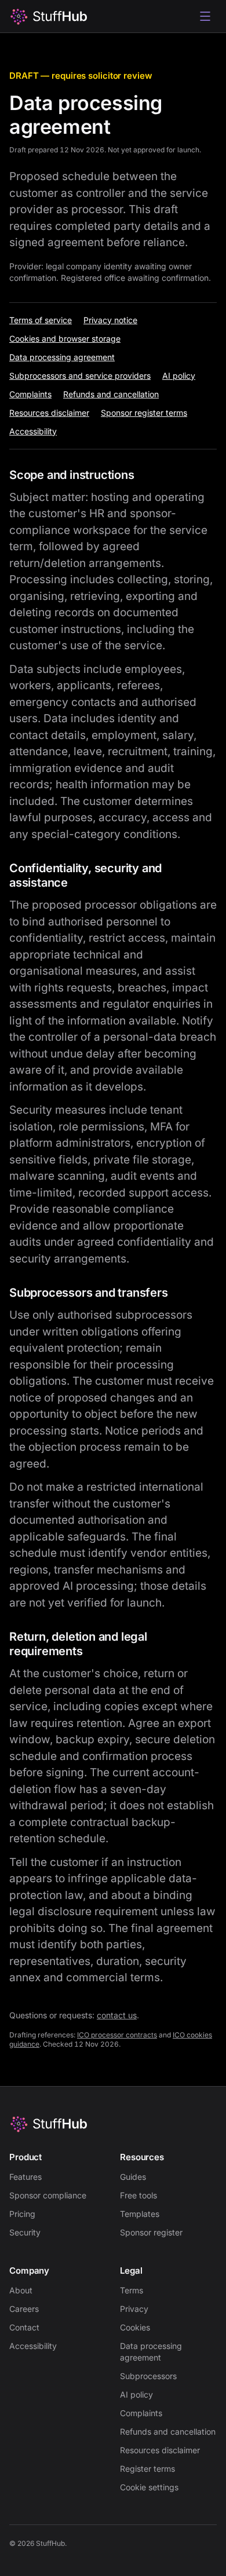 StuffHub
DRAFT — requires solicitor review
Data processing
agreement
Draft prepared 12 Nov 2026. Not yet approved for launch.
Proposed schedule between the
customer as controller and the service
provider as processor. This draft
requires completed party details and a
signed agreement before reliance.
Provider: legal company identity awaiting owner
confirmation. Registered office awaiting confirmation.
Terms of service Privacy notice
Cookies and browser storage
Data processing agreement
Subprocessors and service providers AI policy
Complaints Refunds and cancellation
Resources disclaimer Sponsor register terms
Accessibility
Scope and instructions
Subject matter: hosting and operating
the customer's HR and sponsor-
compliance workspace for the service
term, followed by agreed
return/deletion arrangements.
Processing includes collecting, storing,
organising, retrieving, exporting and
deleting records on documented
customer instructions, including the
customer's use of the service.
Data subjects include employees,
workers, applicants, referees,
emergency contacts and authorised
users. Data includes identity and
contact details, employment, salary,
attendance, leave, recruitment, training,
immigration evidence and audit
records; health information may be
included. The customer determines
lawful purposes, accuracy, access and
any special-category conditions.
Confidentiality, security and
assistance
The proposed processor obligations are
to bind authorised personnel to
confidentiality, restrict access, maintain
appropriate technical and
organisational measures, and assist
with rights requests, breaches, impact
assessments and regulator enquiries in
light of the information available. Notify
the controller of a personal-data breach
without undue delay after becoming
aware of it, and provide available
information as it develops.
Security measures include tenant
isolation, role permissions, MFA for
platform administrators, encryption of
sensitive fields, private file storage,
malware scanning, audit events and
time-limited, recorded support access.
Provide reasonable compliance
evidence and allow proportionate
audits under agreed confidentiality and
security arrangements.
Subprocessors and transfers
Use only authorised subprocessors
under written obligations offering
equivalent protection; remain
responsible for their processing
obligations. The customer must receive
notice of proposed changes and an
opportunity to object before the new
processing starts. Notice periods and
the objection process remain to be
agreed.
Do not make a restricted international
transfer without the customer's
documented authorisation and
applicable safeguards. The final
schedule must identify vendor entities,
regions, transfer mechanisms and
approved AI processing; those details
are not yet verified for launch.
Return, deletion and legal
requirements
At the customer's choice, return or
delete personal data at the end of
service, including copies except where
law requires retention. Agree an export
window, backup expiry, secure deletion
schedule and confirmation process
before signing. The current account-
deletion flow has a seven-day
withdrawal period; it does not establish
a complete contractual backup-
retention schedule.
Tell the customer if an instruction
appears to infringe applicable data-
protection law, and about a binding
legal disclosure requirement unless law
prohibits doing so. The final agreement
must identify both parties,
representatives, duration, security
annex and commercial terms.
Questions or requests: contact us.
Drafting references: ICO processor contracts and ICO cookies
guidance. Checked 12 Nov 2026.
StuffHub
Product
Features
Sponsor compliance
Pricing
Security
Resources
Guides
Free tools
Templates
Sponsor register
Company
About
Careers
Contact
Accessibility
Legal
Terms
Privacy
Cookies
Data processing
agreement
Subprocessors
AI policy
Complaints
Refunds and cancellation
Resources disclaimer
Register terms
Cookie settings
© 2026 StuffHub.